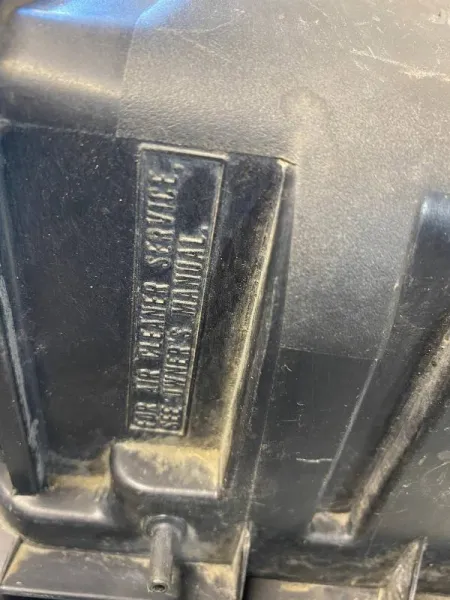 FOR AIR CLEANER SERVICE,
SEE OWNER'S MANUAL.